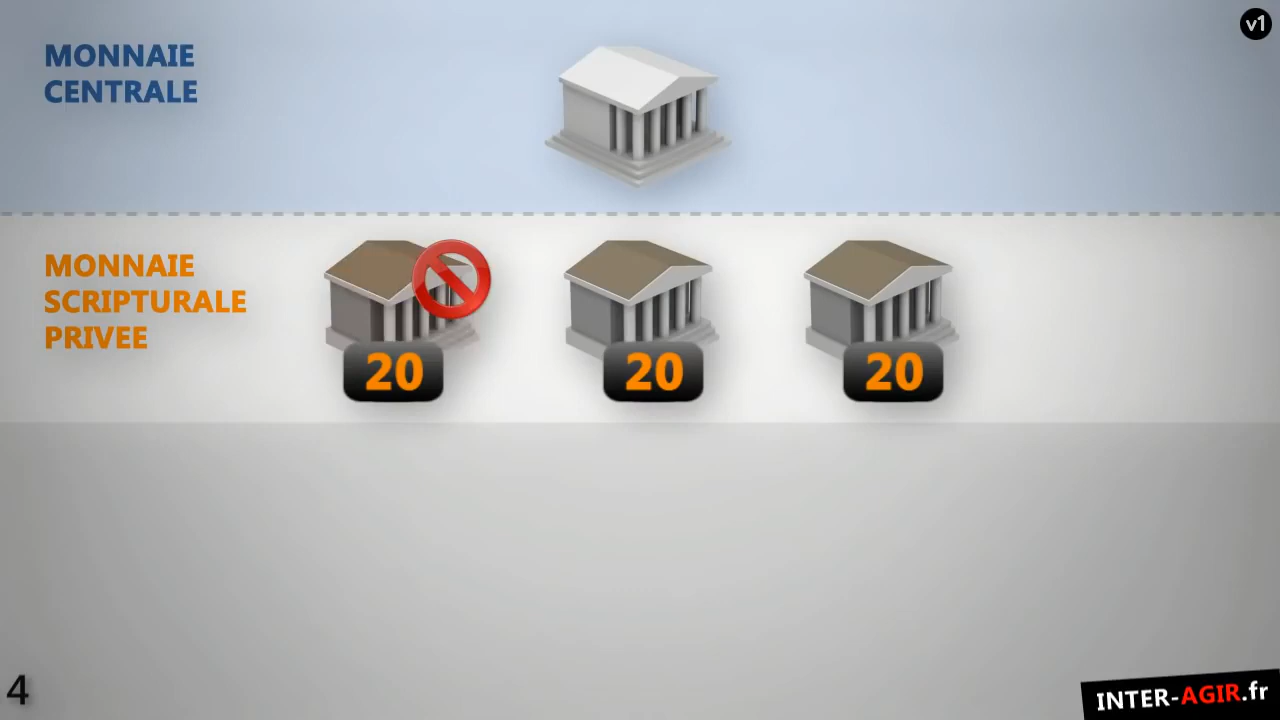 v1
MONNAIE
CENTRALE
MONNAIE
SCRIPTURALE
PRIVEE
20 20 20
4
INTER-AGIR.fr